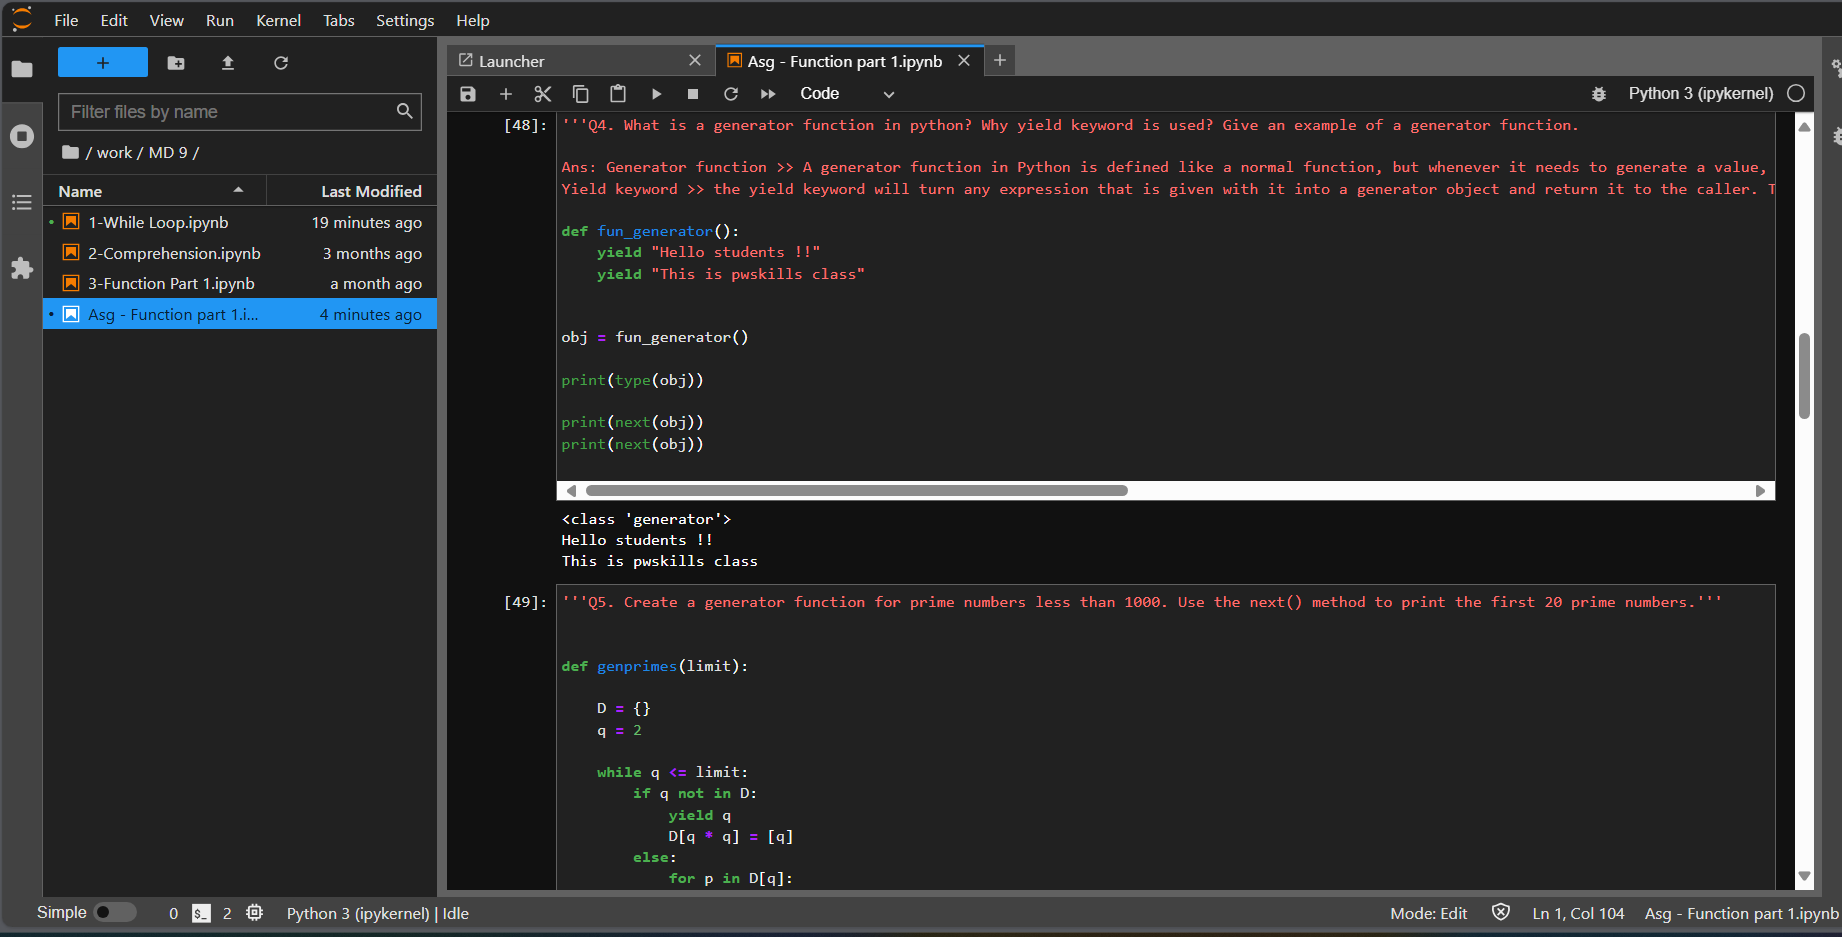 File Edit View Run Kernel Tabs Settings Help
Filter files by name
/ work / MD 9 /
Name Last Modified
1-While Loop.ipynb 19 minutes ago
2-Comprehension.ipynb 3 months ago
3-Function Part 1.ipynb a month ago
Asg - Function part 1.i... 4 minutes ago
Launcher
Asg - Function part 1.ipynb
Code
Python 3 (ipykernel)
[48]: '''Q4. What is a generator function in python? Why yield keyword is used? Give an example of a generator function.
Ans: Generator function >> A generator function in Python is defined like a normal function, but whenever it needs to generate a value,
Yield keyword >> the yield keyword will turn any expression that is given with it into a generator object and return it to the caller. T
def fun_generator():
    yield "Hello students !!"
    yield "This is pwskills class"
obj = fun_generator()
print(type(obj))
print(next(obj))
print(next(obj))
<class 'generator'>
Hello students !!
This is pwskills class
[49]: '''Q5. Create a generator function for prime numbers less than 1000. Use the next() method to print the first 20 prime numbers.'''
def genprimes(limit):
    D = {}
    q = 2
    while q <= limit:
        if q not in D:
            yield q
            D[q * q] = [q]
        else:
            for p in D[q]:
Simple 0 $_ 2 Python 3 (ipykernel) | Idle
Mode: Edit Ln 1, Col 104 Asg - Function part 1.ipynb